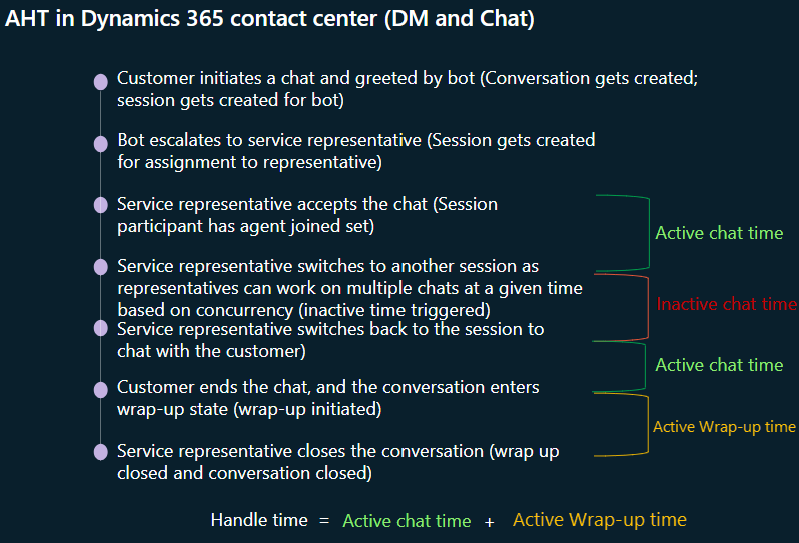 AHT in Dynamics 365 contact center (DM and Chat)
Customer initiates a chat and greeted by bot (Conversation gets created;
session gets created for bot)
Bot escalates to service representative (Session gets created
for assignment to representative)
Service representative accepts the chat (Session
participant has agent joined set)
Active chat time
Service representative switches to another session as
representatives can work on multiple chats at a given time
based on concurrency (inactive time triggered)
Inactive chat time
Service representative switches back to the session to
chat with the customer)
Active chat time
Customer ends the chat, and the conversation enters
wrap-up state (wrap-up initiated)
Active Wrap-up time
Service representative closes the conversation (wrap up
closed and conversation closed)
Handle time = Active chat time + Active Wrap-up time